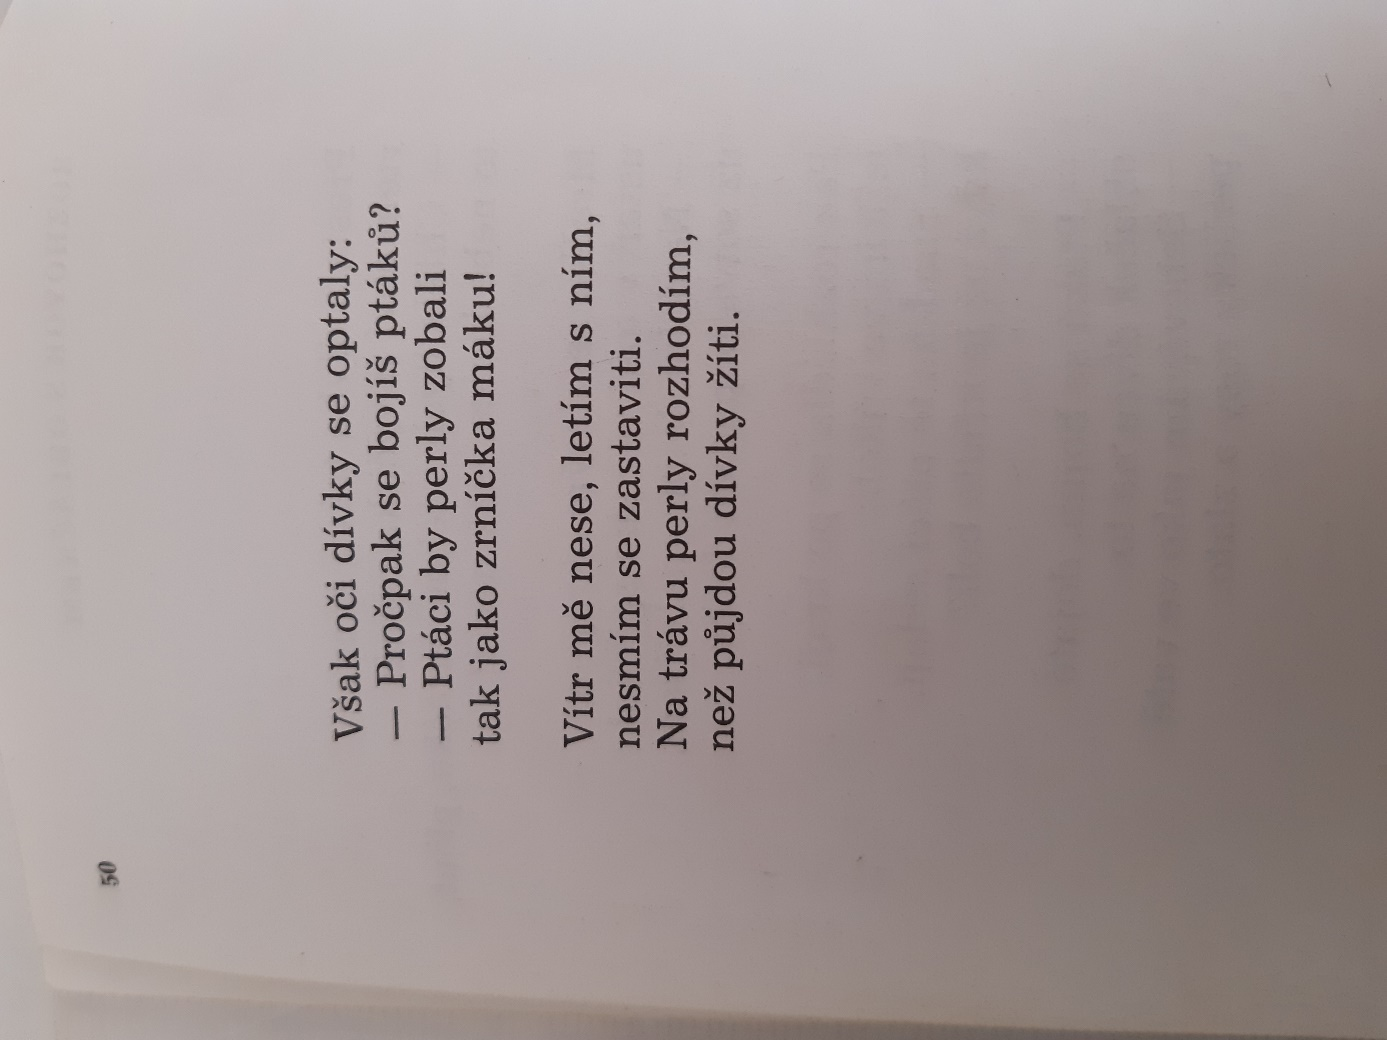 50
Však oči dívky se optaly:
— Pročpak se bojíš ptáků?
— Ptáci by perly zobali
tak jako zrníčka máku!
Vítr mě nese, letím s ním,
nesmím se zastaviti.
Na trávu perly rozhodím,
než půjdou dívky žíti.